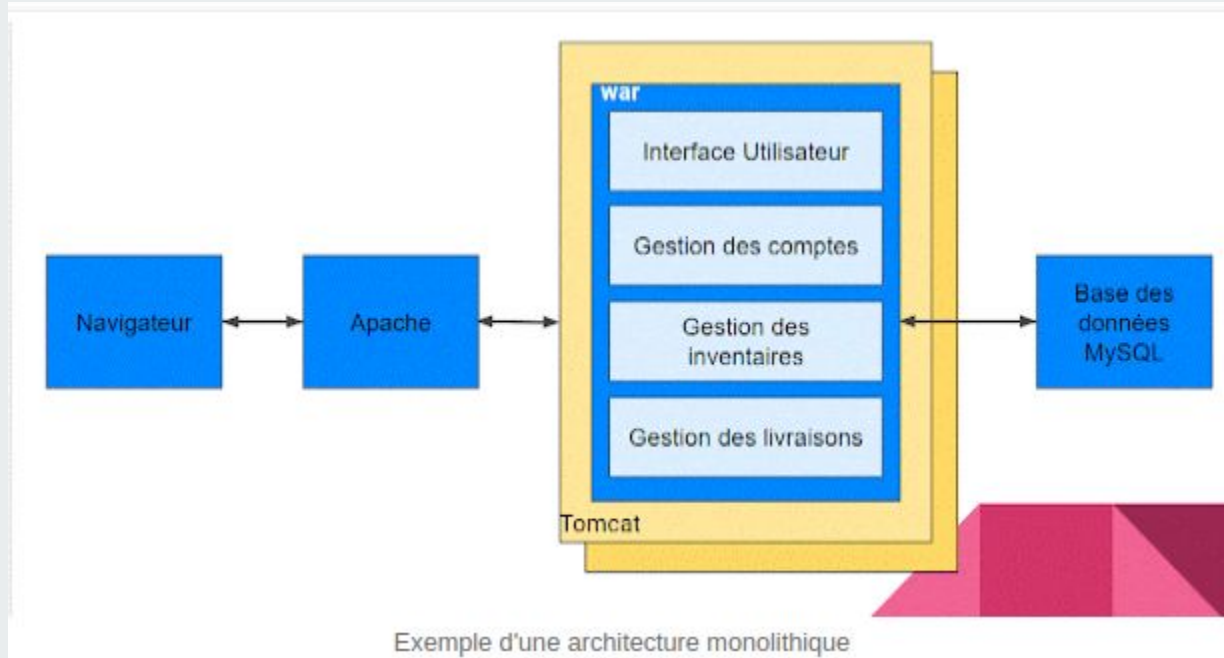 war
Interface Utilisateur
Gestion des comptes
Gestion des
inventaires
Gestion des livraisons
Tomcat
Navigateur
Apache
Base des
données
MySQL
Exemple d'une architecture monolithique